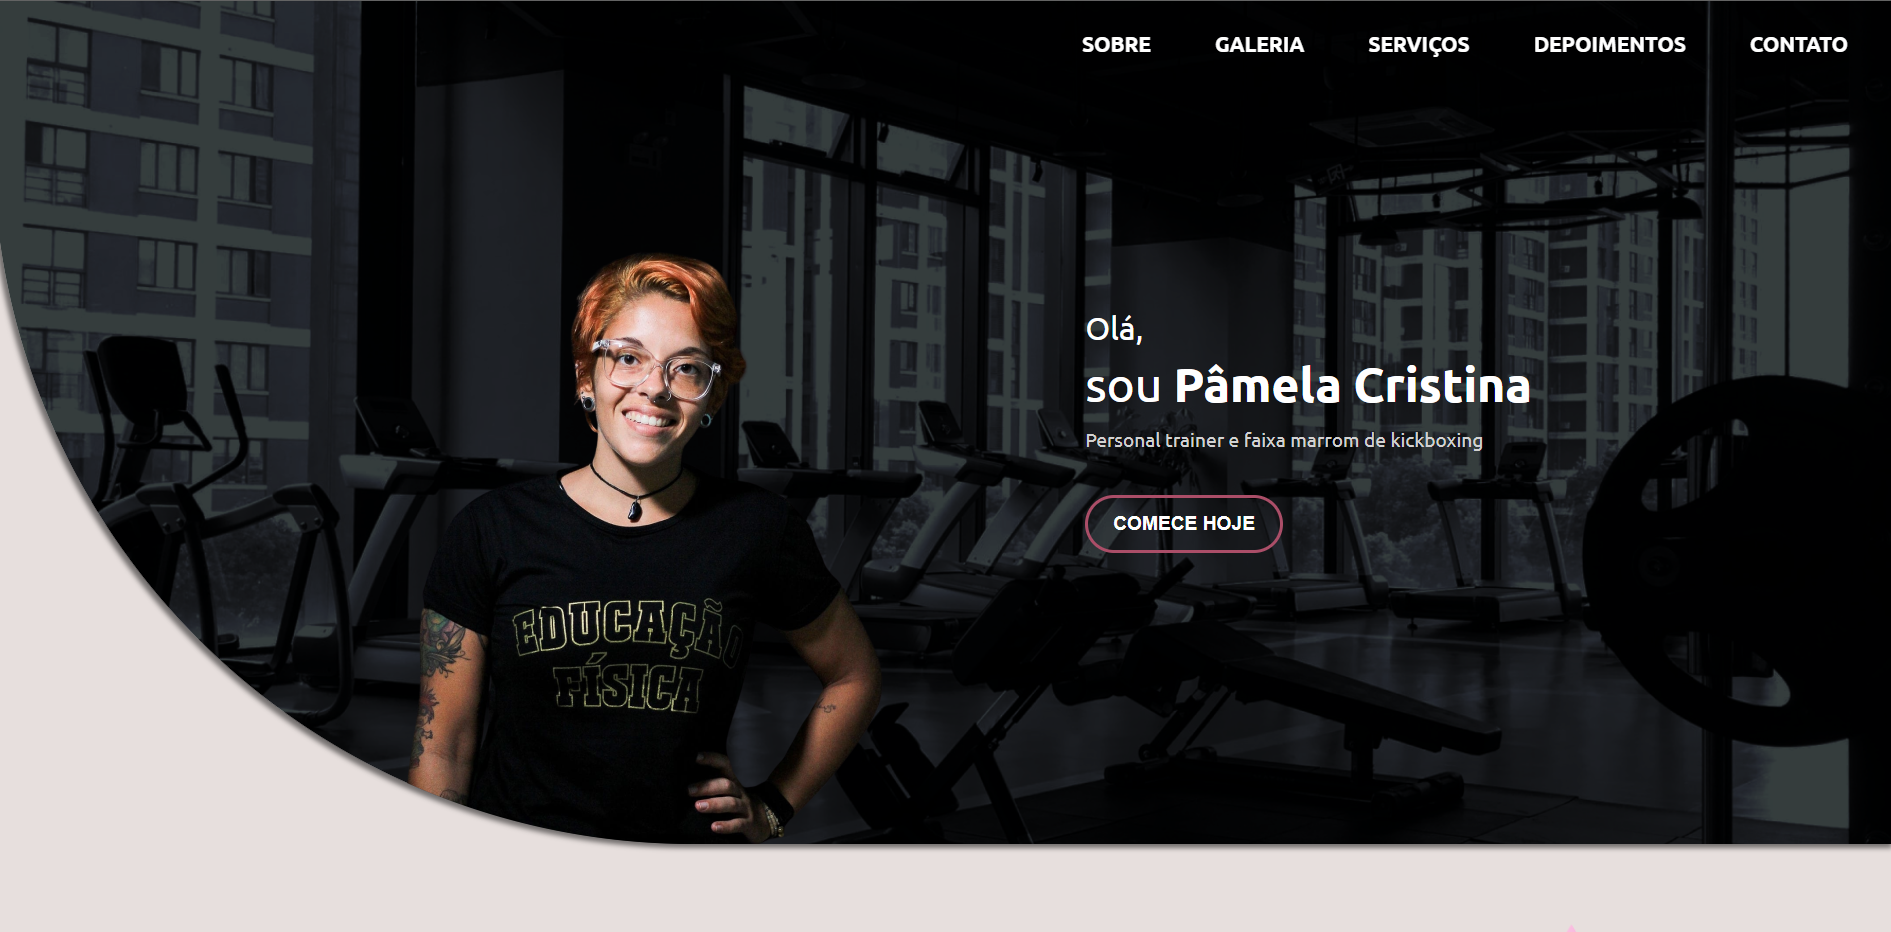 SOBRE GALERIA SERVIÇOS DEPOIMENTOS CONTATO
Olá,
sou Pâmela Cristina
Personal trainer e faixa marrom de kickboxing
COMECE HOJE
EDUCAÇÃO
FÍSICA